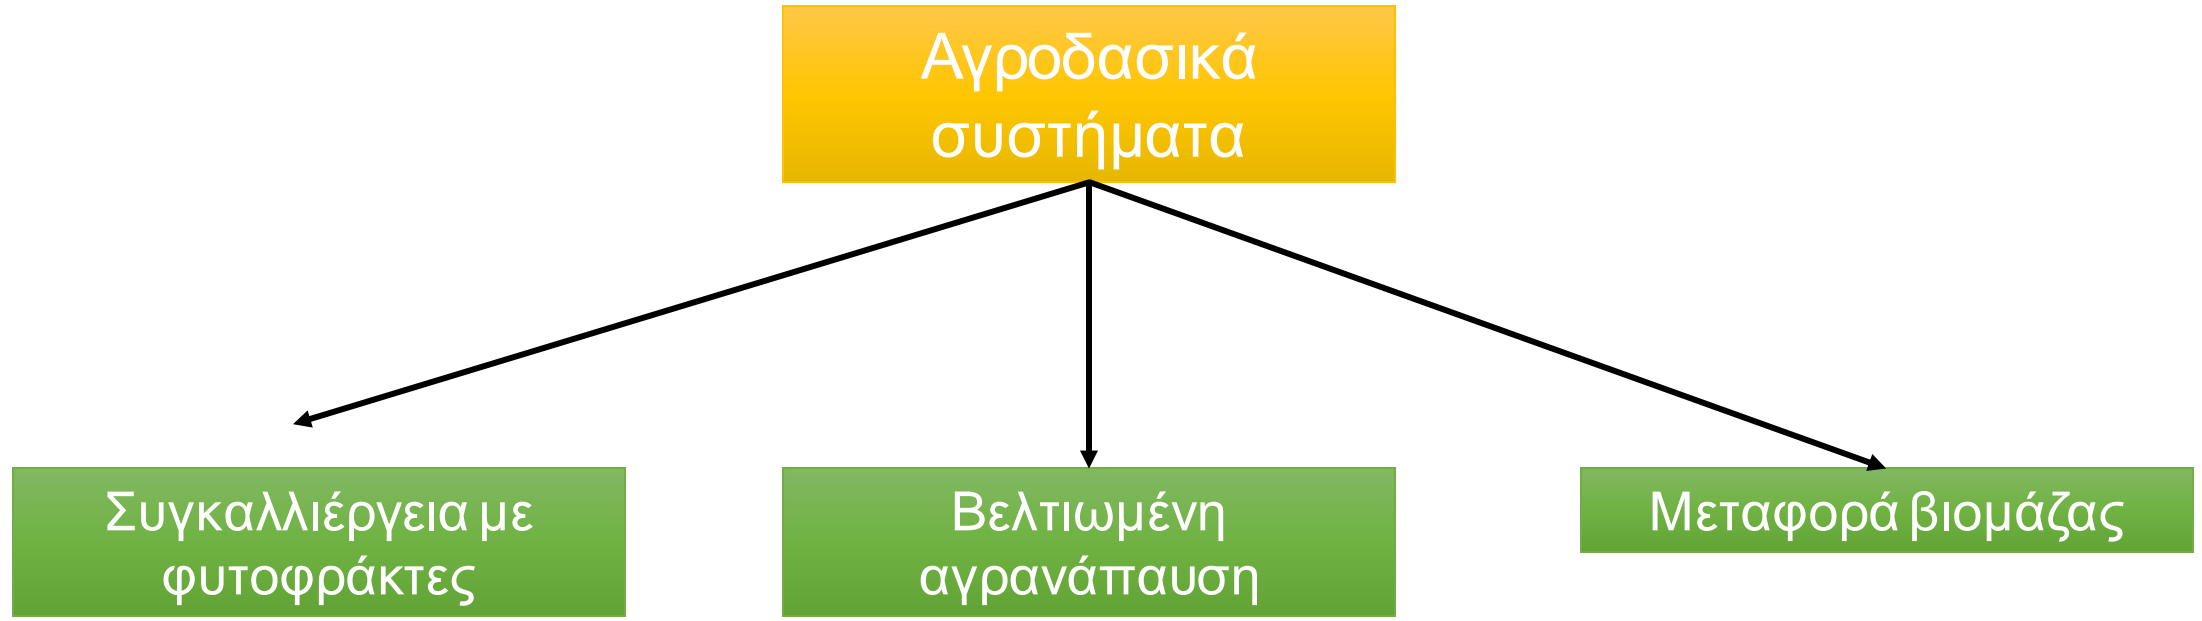 Αγροδασικά
συστήματα
Συγκαλλιέργεια με
φυτοφράκτες
Βελτιωμένη
αγρανάπαυση
Μεταφορά βιομάζας